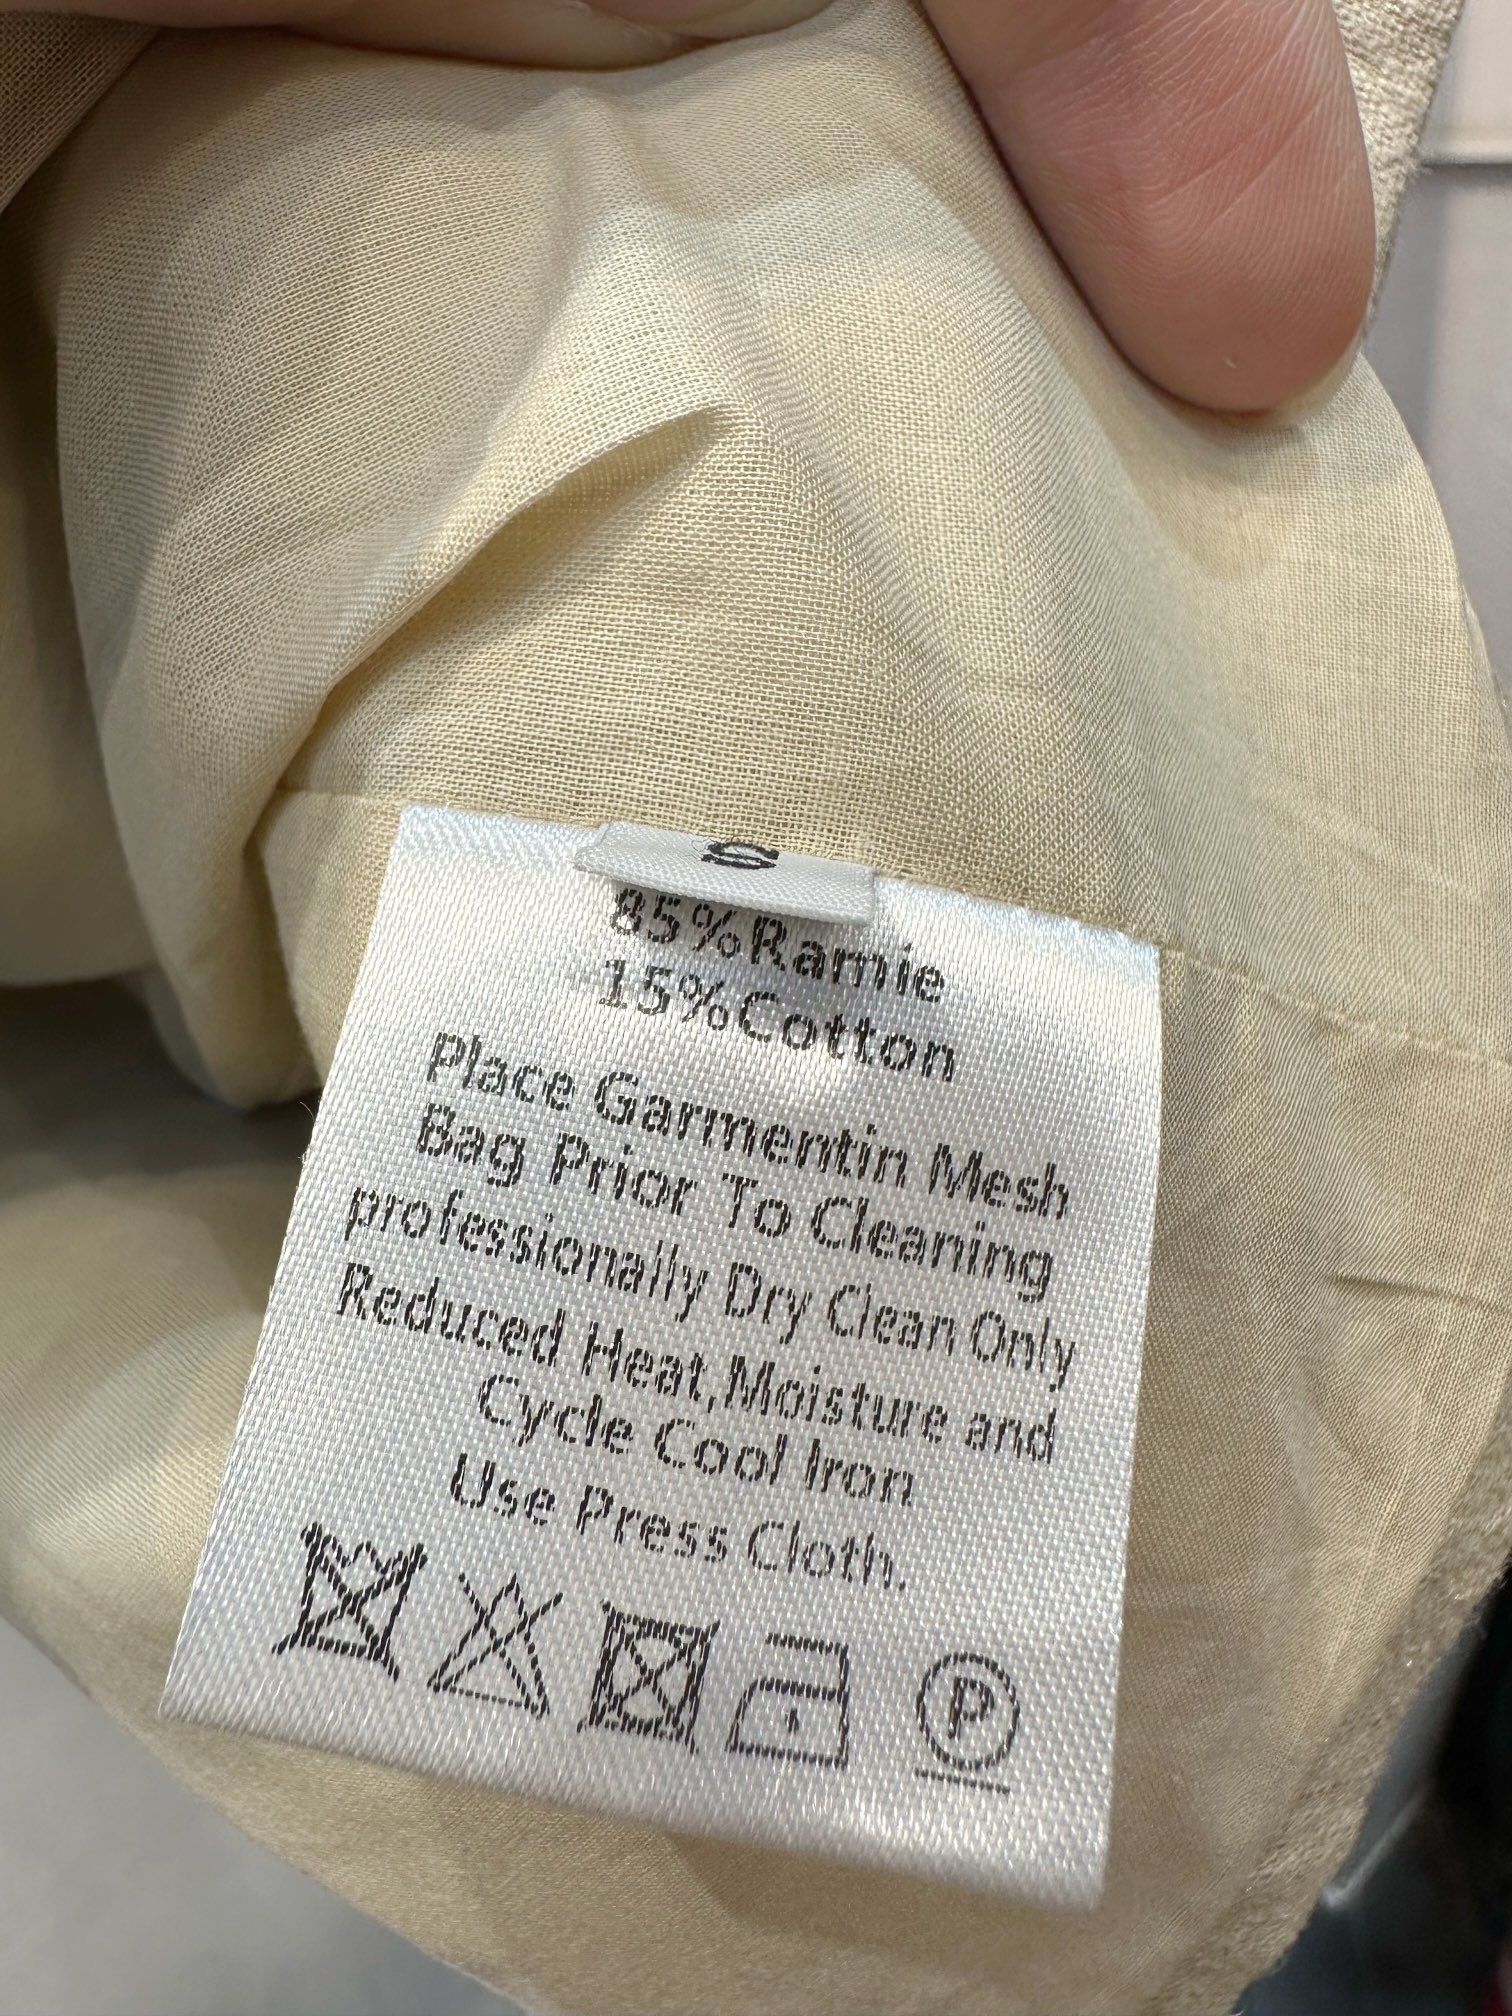 S
85%Ramie
15%Cotton
Place Garmentin Mesh
Bag Prior To Cleaning
professionally Dry Clean Only
Reduced Heat,Moisture and
Cycle Cool Iron
Use Press Cloth.
P